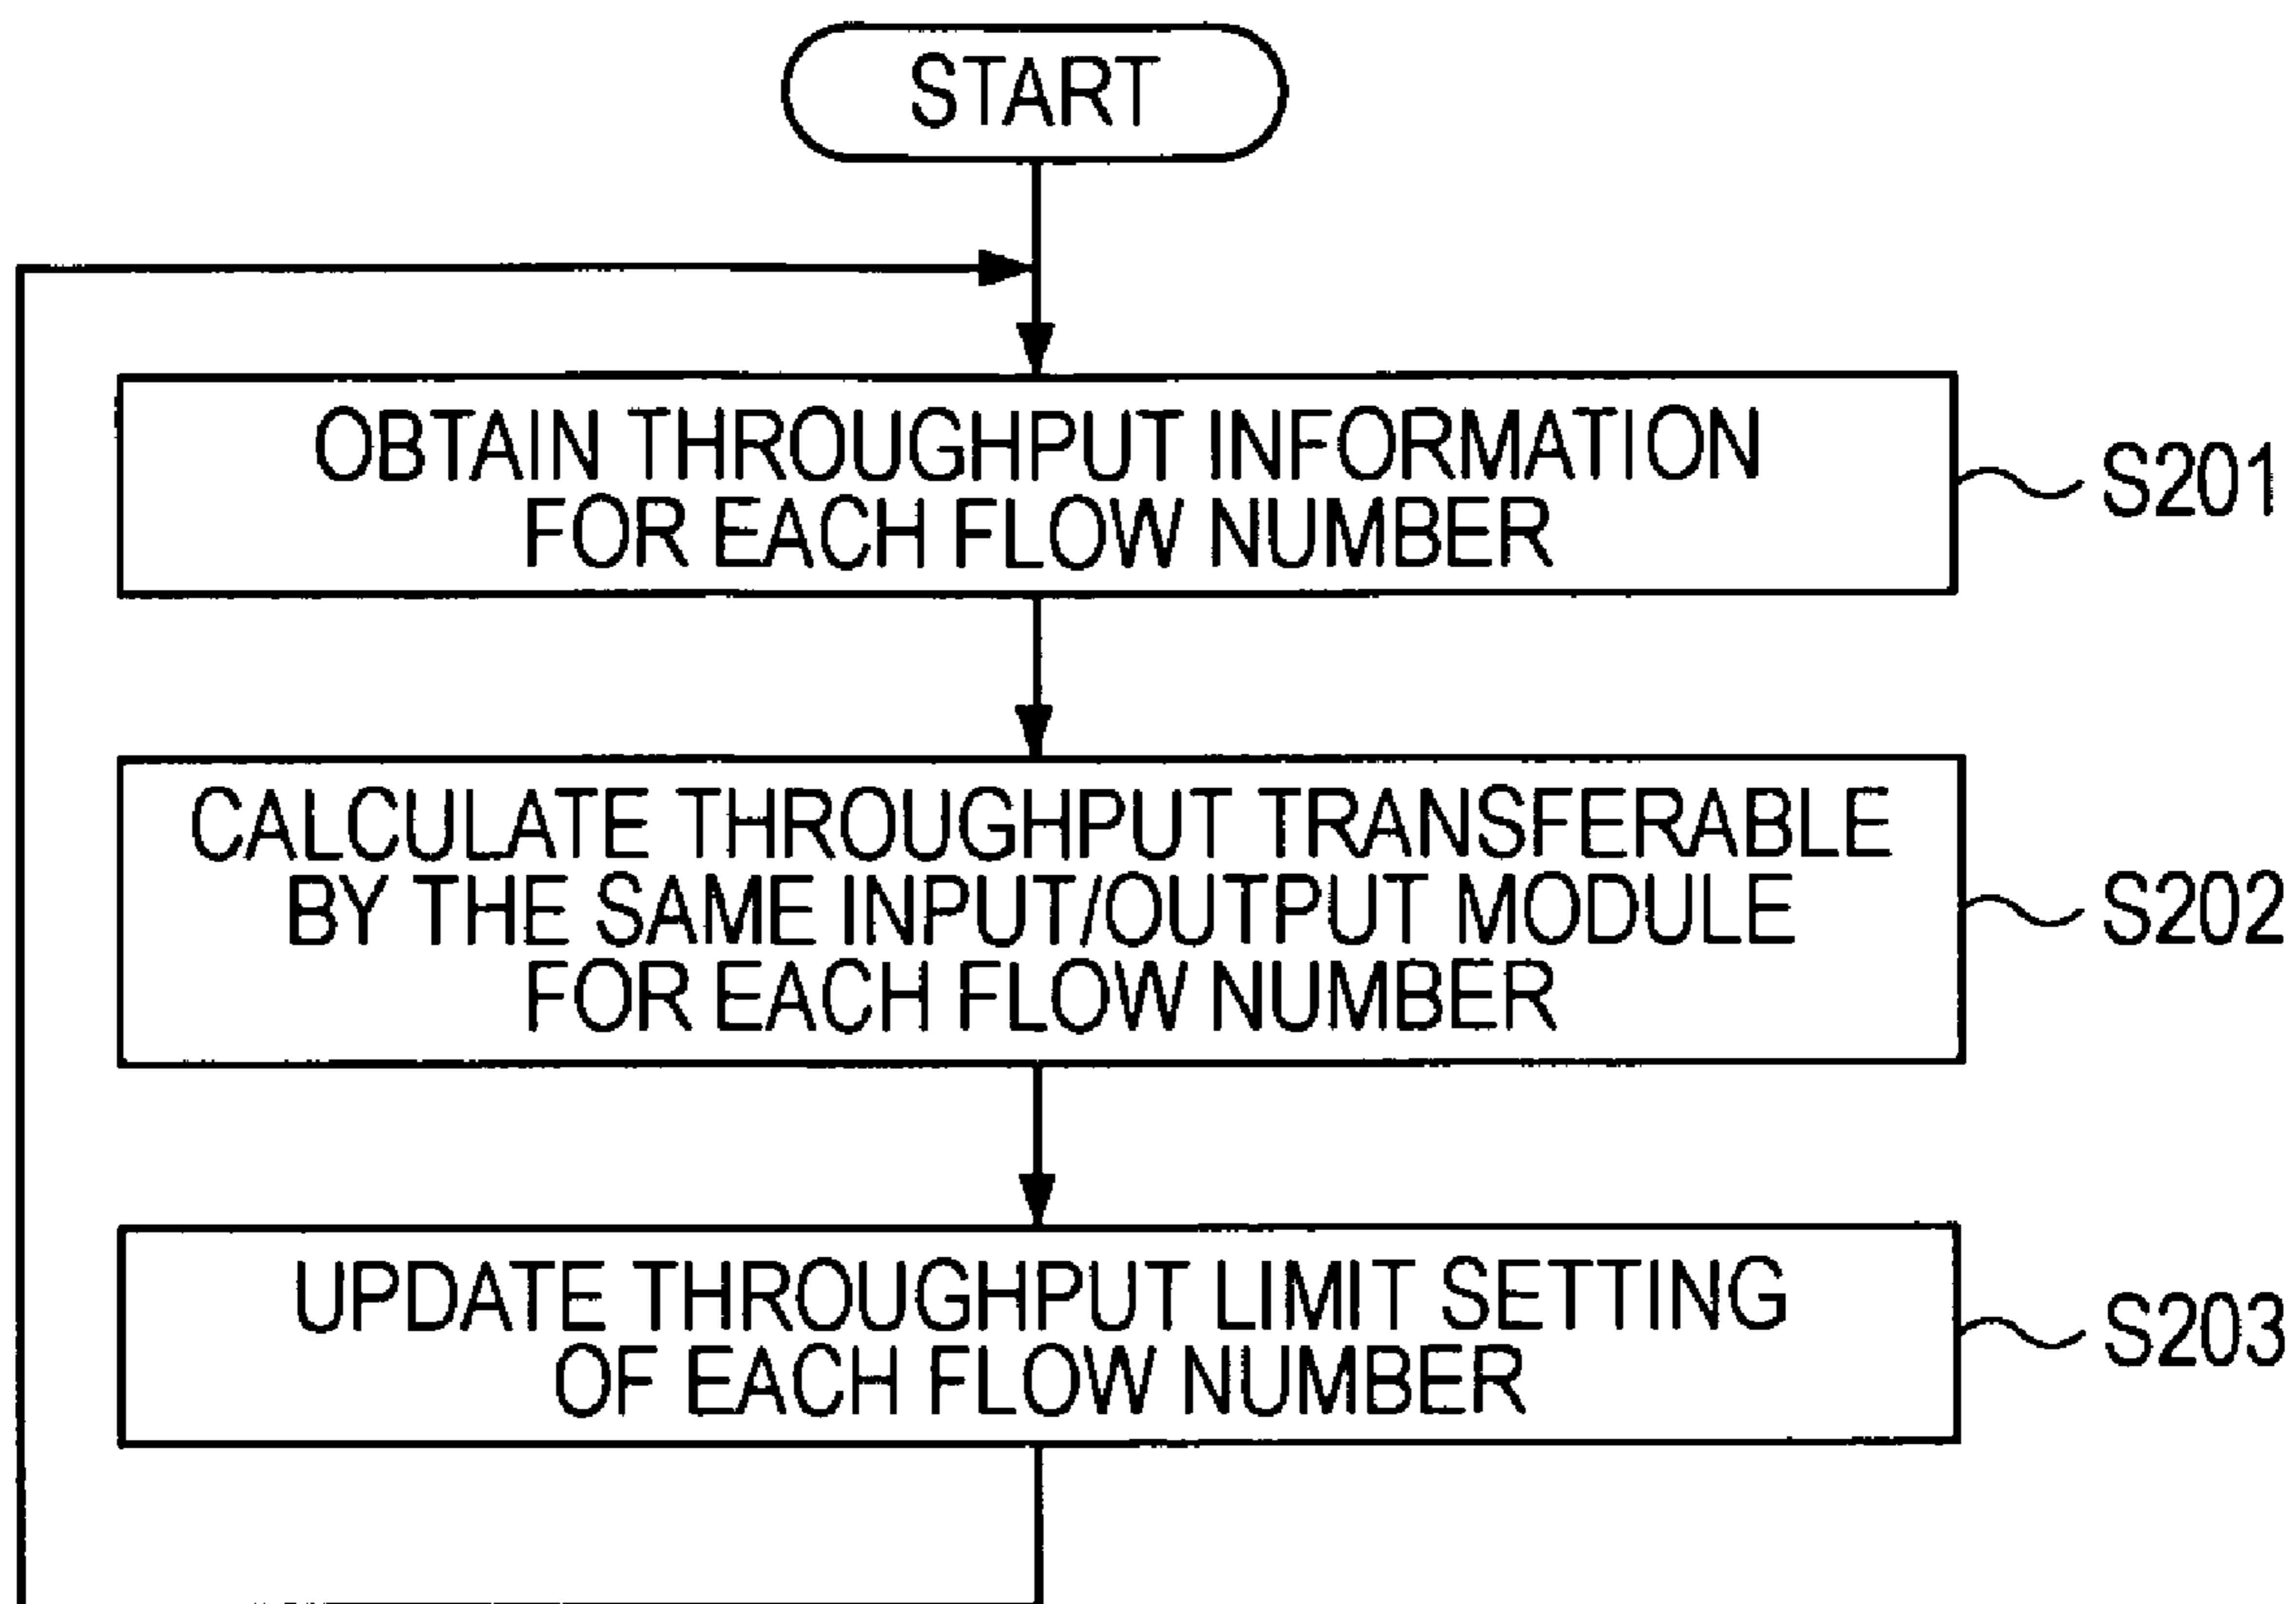 START
OBTAIN THROUGHPUT INFORMATION
FOR EACH FLOW NUMBER
S201
CALCULATE THROUGHPUT TRANSFERABLE
BY THE SAME INPUT/OUTPUT MODULE
FOR EACH FLOW NUMBER
S202
UPDATE THROUGHPUT LIMIT SETTING
OF EACH FLOW NUMBER
S203